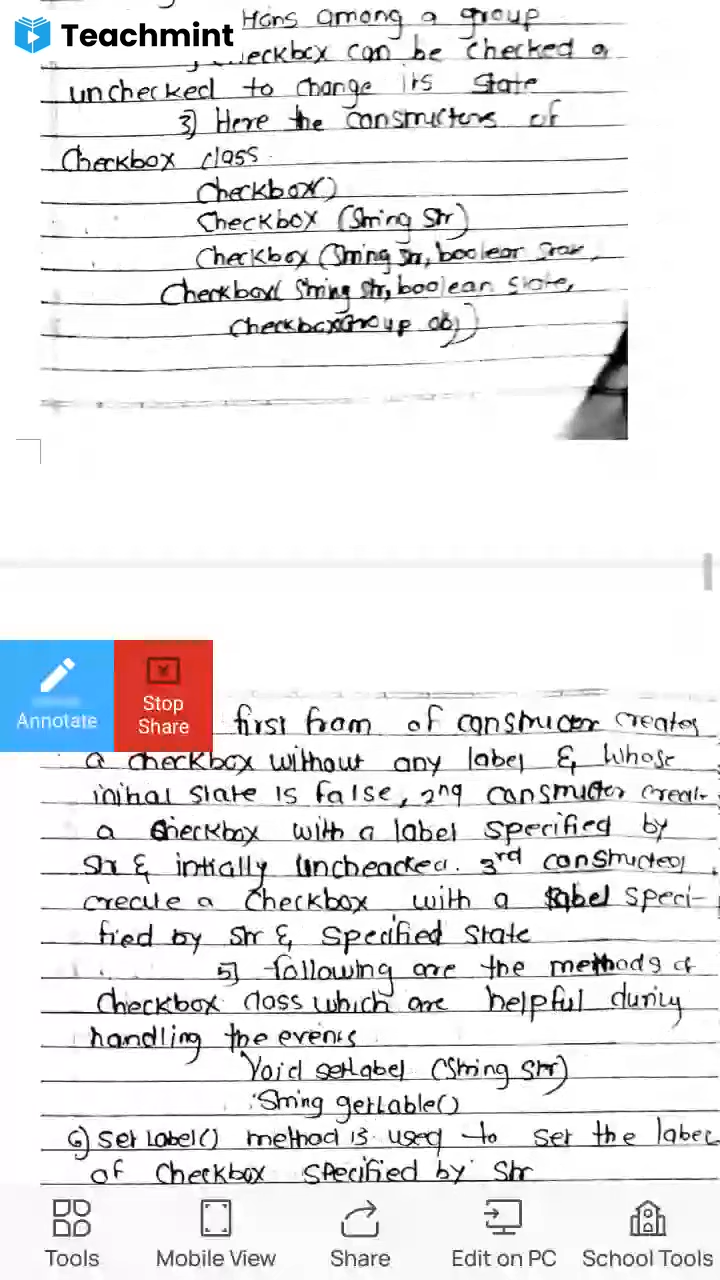 Teachmint
tions among a group
checkbox can be checked or
unchecked to change its state
3) Here the constructors of
Checkbox class
Checkbox()
Checkbox (String str)
Checkbox (String str, boolean state,
Checkbox( String str, boolean state,
CheckboxGroup obj)
Annotate
Stop
Share
first from of constructor creates
a checkbox without any label & whose
initial state is false, 2nd constructor create
a checkbox with a label specified by
str & intially uncheacked. 3rd constructor
create a checkbox with a label speci-
fied by str & specified state
5] following are the methods of
Checkbox class which are helpful during
handling the events
Void setLabel (String str)
String getLable()
6) set Label() method is used to set the label
of Checkbox specified by str
Tools
Mobile View
Share
Edit on PC
School Tools